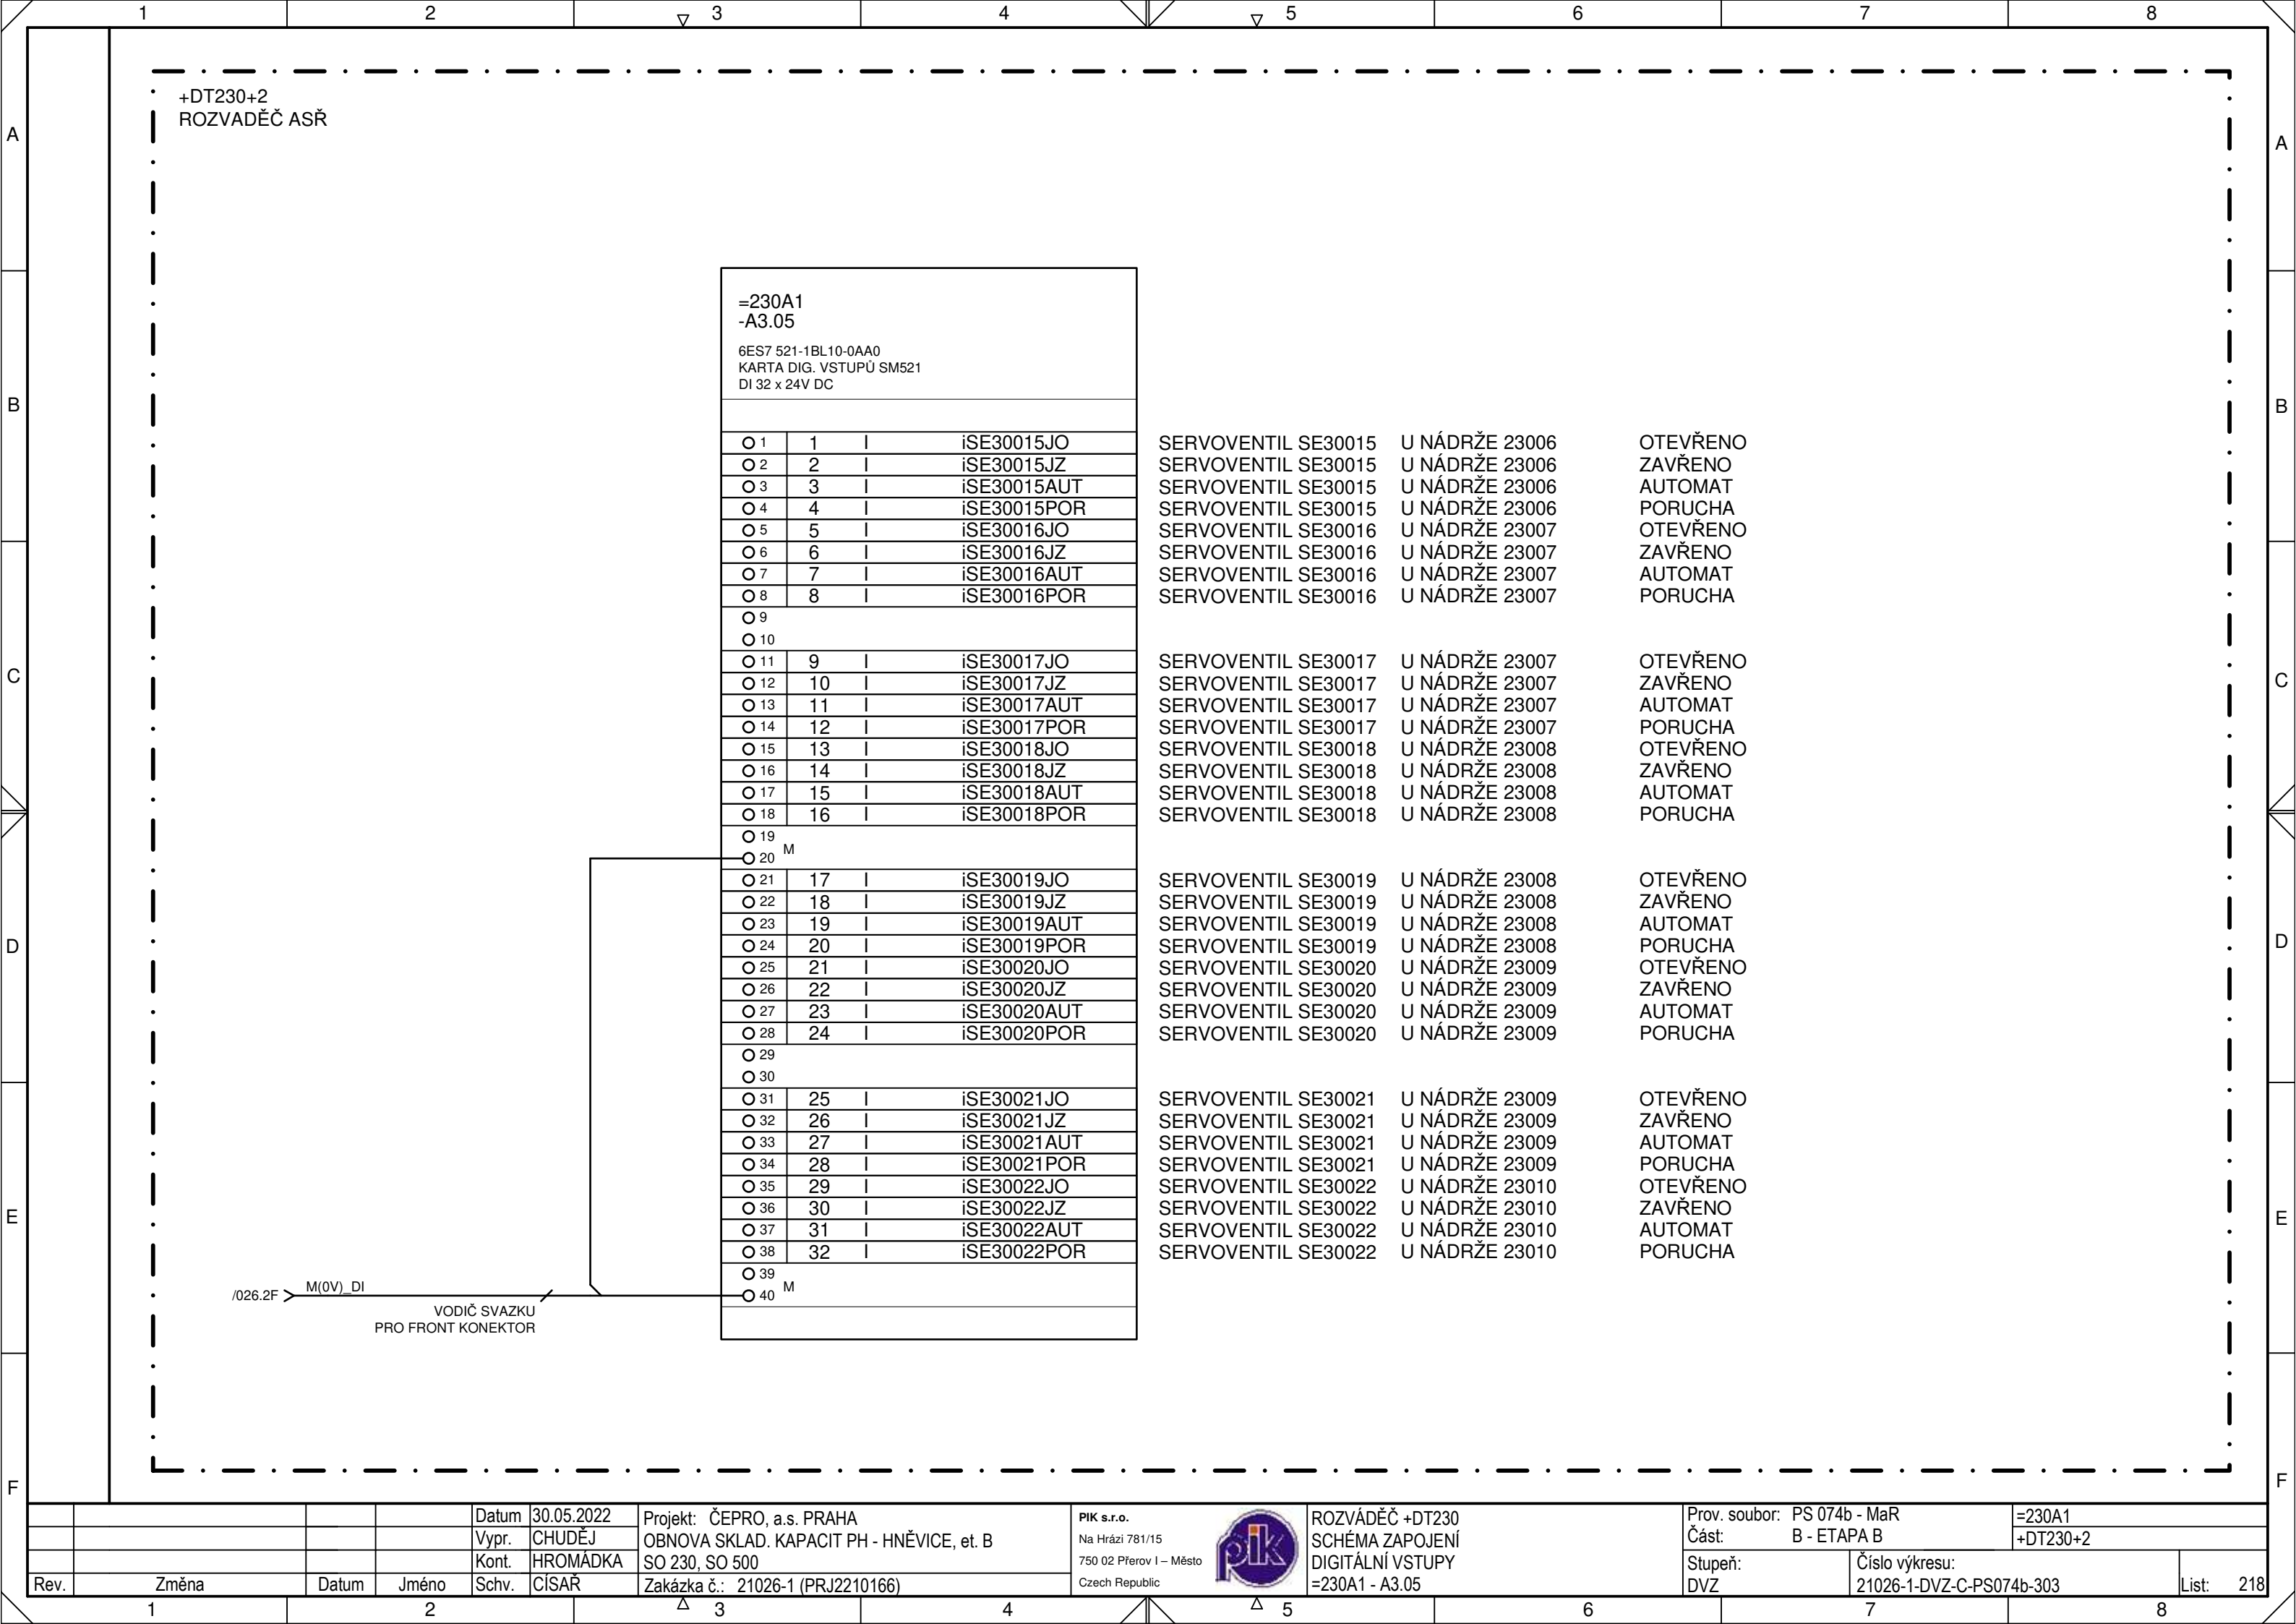 1 2 3 4 5 6 7 8
+DT230+2
ROZVADĚČ ASŘ
A A
=230A1
-A3.05
6ES7 521-1BL10-0AA0
KARTA DIG. VSTUPŮ SM521
DI 32 x 24V DC
B B
1 1 I iSE30015JO SERVOVENTIL SE30015 U NÁDRŽE 23006 OTEVŘENO
2 2 I iSE30015JZ SERVOVENTIL SE30015 U NÁDRŽE 23006 ZAVŘENO
3 3 I iSE30015AUT SERVOVENTIL SE30015 U NÁDRŽE 23006 AUTOMAT
4 4 I iSE30015POR SERVOVENTIL SE30015 U NÁDRŽE 23006 PORUCHA
5 5 I iSE30016JO SERVOVENTIL SE30016 U NÁDRŽE 23007 OTEVŘENO
6 6 I iSE30016JZ SERVOVENTIL SE30016 U NÁDRŽE 23007 ZAVŘENO
7 7 I iSE30016AUT SERVOVENTIL SE30016 U NÁDRŽE 23007 AUTOMAT
8 8 I iSE30016POR SERVOVENTIL SE30016 U NÁDRŽE 23007 PORUCHA
9
10
11 9 I iSE30017JO SERVOVENTIL SE30017 U NÁDRŽE 23007 OTEVŘENO
C C
12 10 I iSE30017JZ SERVOVENTIL SE30017 U NÁDRŽE 23007 ZAVŘENO
13 11 I iSE30017AUT SERVOVENTIL SE30017 U NÁDRŽE 23007 AUTOMAT
14 12 I iSE30017POR SERVOVENTIL SE30017 U NÁDRŽE 23007 PORUCHA
15 13 I iSE30018JO SERVOVENTIL SE30018 U NÁDRŽE 23008 OTEVŘENO
16 14 I iSE30018JZ SERVOVENTIL SE30018 U NÁDRŽE 23008 ZAVŘENO
17 15 I iSE30018AUT SERVOVENTIL SE30018 U NÁDRŽE 23008 AUTOMAT
18 16 I iSE30018POR SERVOVENTIL SE30018 U NÁDRŽE 23008 PORUCHA
19
M
20
21 17 I iSE30019JO SERVOVENTIL SE30019 U NÁDRŽE 23008 OTEVŘENO
22 18 I iSE30019JZ SERVOVENTIL SE30019 U NÁDRŽE 23008 ZAVŘENO
23 19 I iSE30019AUT SERVOVENTIL SE30019 U NÁDRŽE 23008 AUTOMAT
D D
24 20 I iSE30019POR SERVOVENTIL SE30019 U NÁDRŽE 23008 PORUCHA
25 21 I iSE30020JO SERVOVENTIL SE30020 U NÁDRŽE 23009 OTEVŘENO
26 22 I iSE30020JZ SERVOVENTIL SE30020 U NÁDRŽE 23009 ZAVŘENO
27 23 I iSE30020AUT SERVOVENTIL SE30020 U NÁDRŽE 23009 AUTOMAT
28 24 I iSE30020POR SERVOVENTIL SE30020 U NÁDRŽE 23009 PORUCHA
29
30
31 25 I iSE30021JO SERVOVENTIL SE30021 U NÁDRŽE 23009 OTEVŘENO
32 26 I iSE30021JZ SERVOVENTIL SE30021 U NÁDRŽE 23009 ZAVŘENO
33 27 I iSE30021AUT SERVOVENTIL SE30021 U NÁDRŽE 23009 AUTOMAT
34 28 I iSE30021POR SERVOVENTIL SE30021 U NÁDRŽE 23009 PORUCHA
35 29 I iSE30022JO SERVOVENTIL SE30022 U NÁDRŽE 23010 OTEVŘENO
36 30 I iSE30022JZ SERVOVENTIL SE30022 U NÁDRŽE 23010 ZAVŘENO
E E
37 31 I iSE30022AUT SERVOVENTIL SE30022 U NÁDRŽE 23010 AUTOMAT
38 32 I iSE30022POR SERVOVENTIL SE30022 U NÁDRŽE 23010 PORUCHA
39
M
40
/026.2F M(0V)_DI
VODIČ SVAZKU
PRO FRONT KONEKTOR
F F
Rev. Změna Datum Jméno
Datum 30.05.2022
Vypr. CHUDĚJ
Kont. HROMÁDKA
Schv. CÍSAŘ
Projekt: ČEPRO, a.s. PRAHA
OBNOVA SKLAD. KAPACIT PH - HNĚVICE, et. B
SO 230, SO 500
Zakázka č.: 21026-1 (PRJ2210166)
PIK s.r.o.
Na Hrázi 781/15
750 02 Přerov I – Město
Czech Republic
pik
ROZVÁDĚČ +DT230
SCHÉMA ZAPOJENÍ
DIGITÁLNÍ VSTUPY
=230A1 - A3.05
Prov. soubor: PS 074b - MaR
Část: B - ETAPA B
=230A1
+DT230+2
Stupeň:
DVZ
Číslo výkresu:
21026-1-DVZ-C-PS074b-303
List: 218
1 2 3 4 5 6 7 8